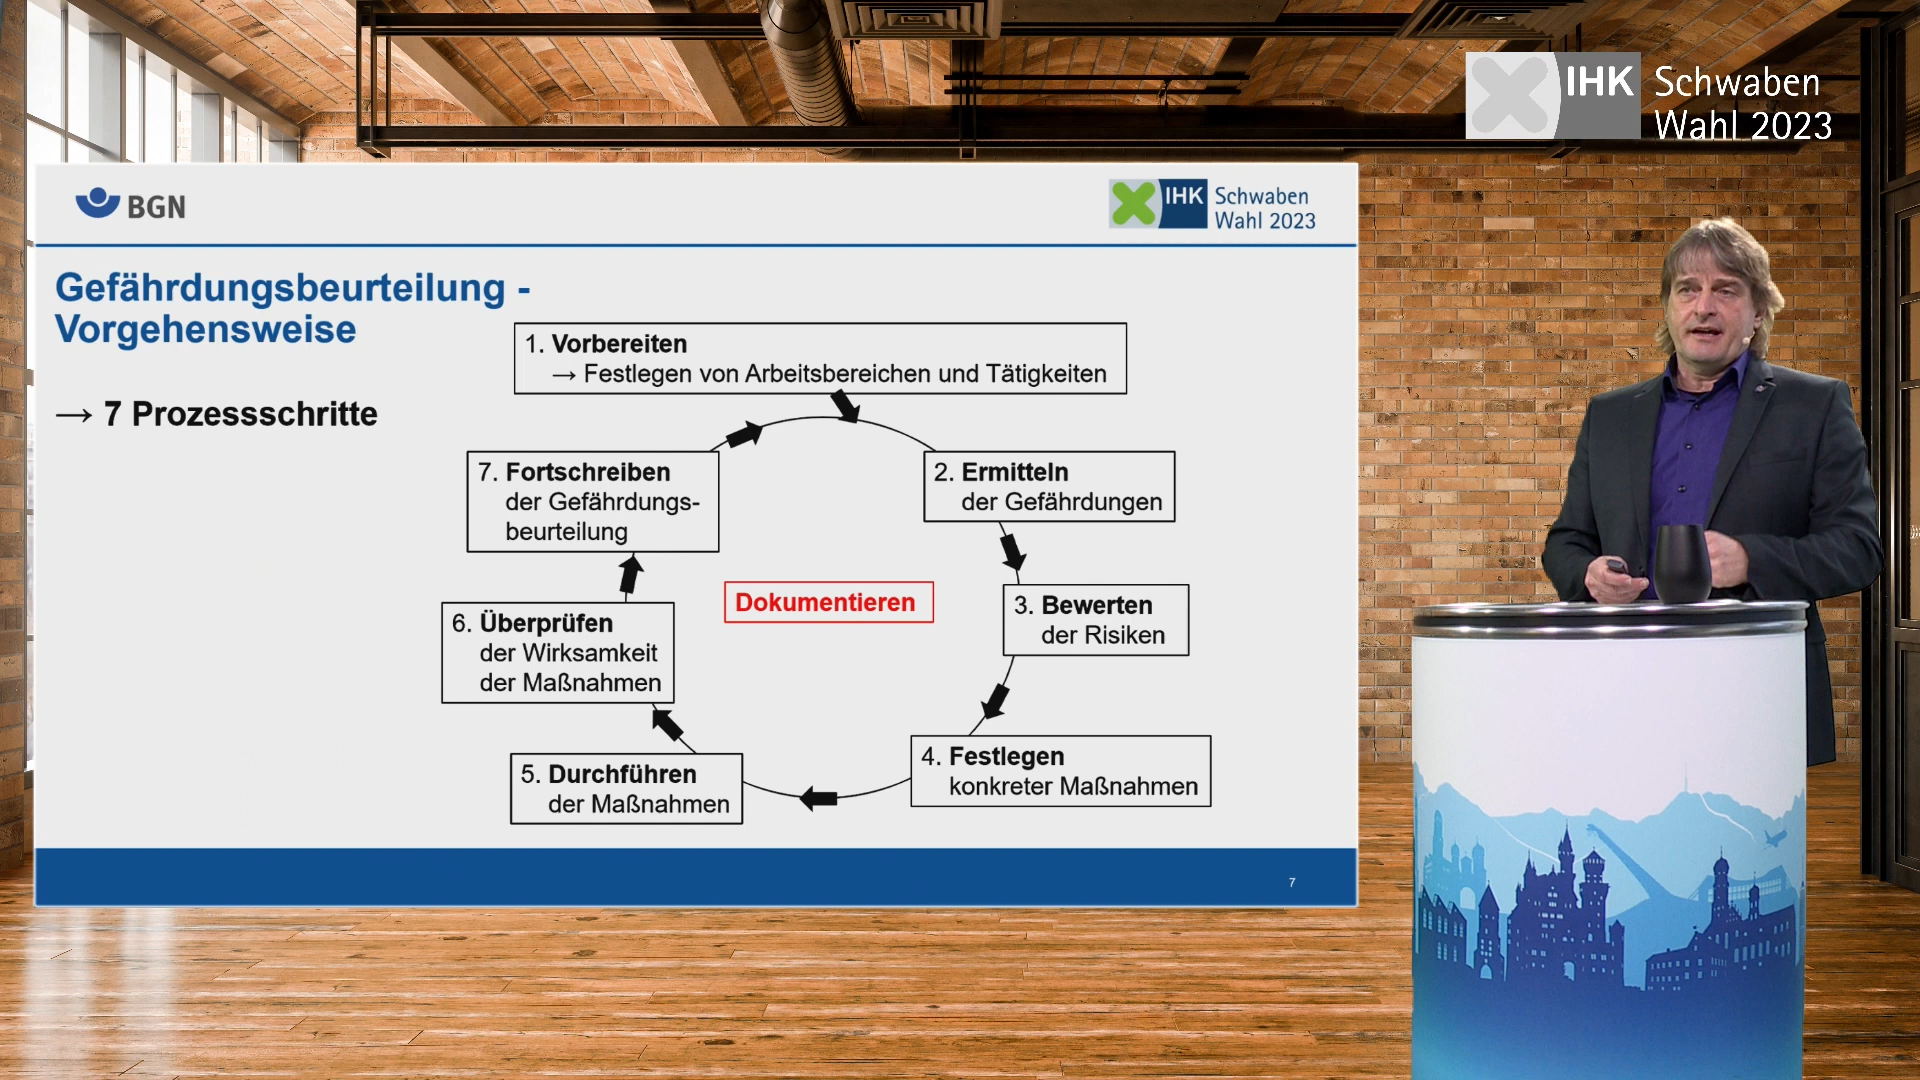 IHK Schwaben
Wahl 2023
BGN
IHK Schwaben
Wahl 2023
Gefährdungsbeurteilung -
Vorgehensweise
→ 7 Prozessschritte
1. Vorbereiten
→ Festlegen von Arbeitsbereichen und Tätigkeiten
2. Ermitteln
der Gefährdungen
3. Bewerten
der Risiken
4. Festlegen
konkreter Maßnahmen
5. Durchführen
der Maßnahmen
6. Überprüfen
der Wirksamkeit
der Maßnahmen
7. Fortschreiben
der Gefährdungs-
beurteilung
Dokumentieren
7